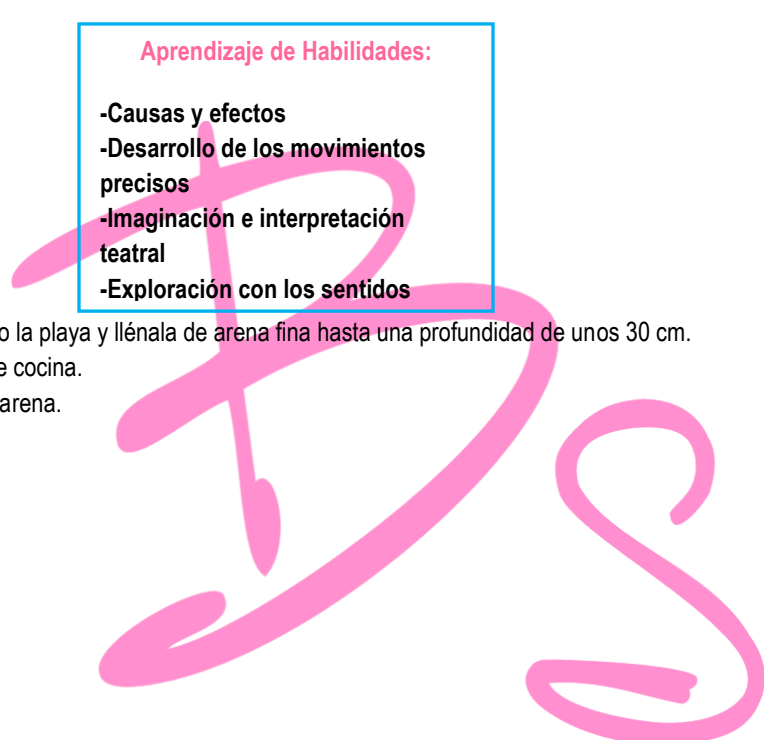 Aprendizaje de Habilidades:
-Causas y efectos
-Desarrollo de los movimientos
precisos
-Imaginación e interpretación
teatral
-Exploración con los sentidos
o la playa y llénala de arena fina hasta una profundidad de unos 30 cm.
e cocina.
arena.
BS